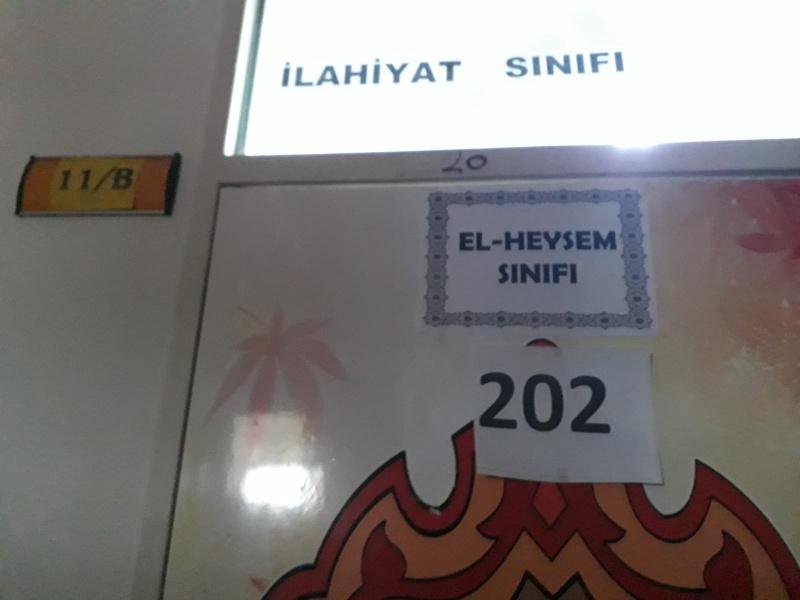 İLAHİYAT SINIFI
20
11/B
EL-HEYSEM
SINIFI
202